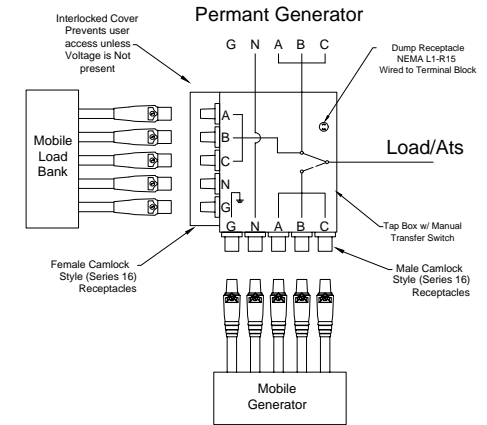 Permant Generator
Interlocked Cover
Prevents user
access unless
Voltage is Not
present
G N A B C
Dump Receptacle
NEMA L1-R15
Wired to Terminal Block
Mobile
Load
Bank
A
B
C
N
G
Load/Ats
G N A B C
Tap Box w/ Manual
Transfer Switch
Female Camlock
Style (Series 16)
Receptacles
Male Camlock
Style (Series 16)
Receptacles
Mobile
Generator